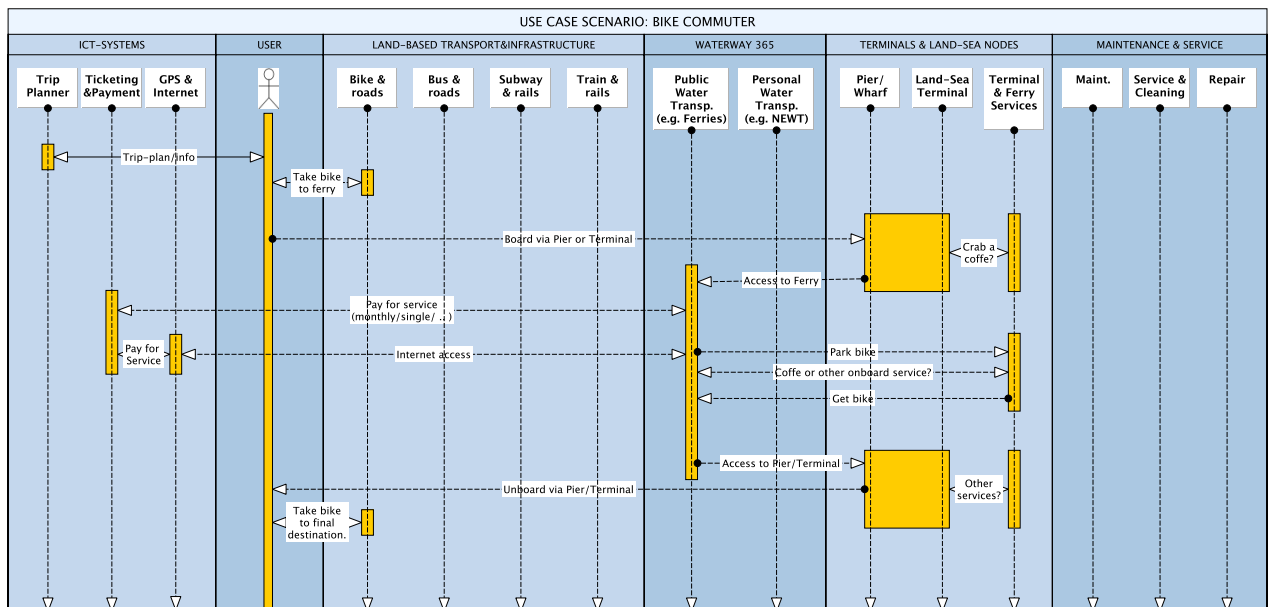 USE CASE SCENARIO: BIKE COMMUTER
ICT-SYSTEMS
USER
LAND-BASED TRANSPORT&INFRASTRUCTURE
WATERWAY 365
TERMINALS & LAND-SEA NODES
MAINTENANCE & SERVICE
Trip
Planner
Ticketing
&Payment
GPS &
Internet
Bike &
roads
Bus &
roads
Subway
& rails
Train &
rails
Public
Water
Transp.
(e.g. Ferries)
Personal
Water
Transp.
(e.g. NEWT)
Pier/
Wharf
Land-Sea
Terminal
Terminal
& Ferry
Services
Maint.
Service &
Cleaning
Repair
Trip-plan/info
Take bike
to ferry
Board via Pier or Terminal
Crab a
coffe?
Access to Ferry
Pay for service
(monthly/single/ ..)
Pay for
Service
Internet access
Park bike
Coffe or other onboard service?
Get bike
Access to Pier/Terminal
Unboard via Pier/Terminal
Other
services?
Take bike
to final
destination.